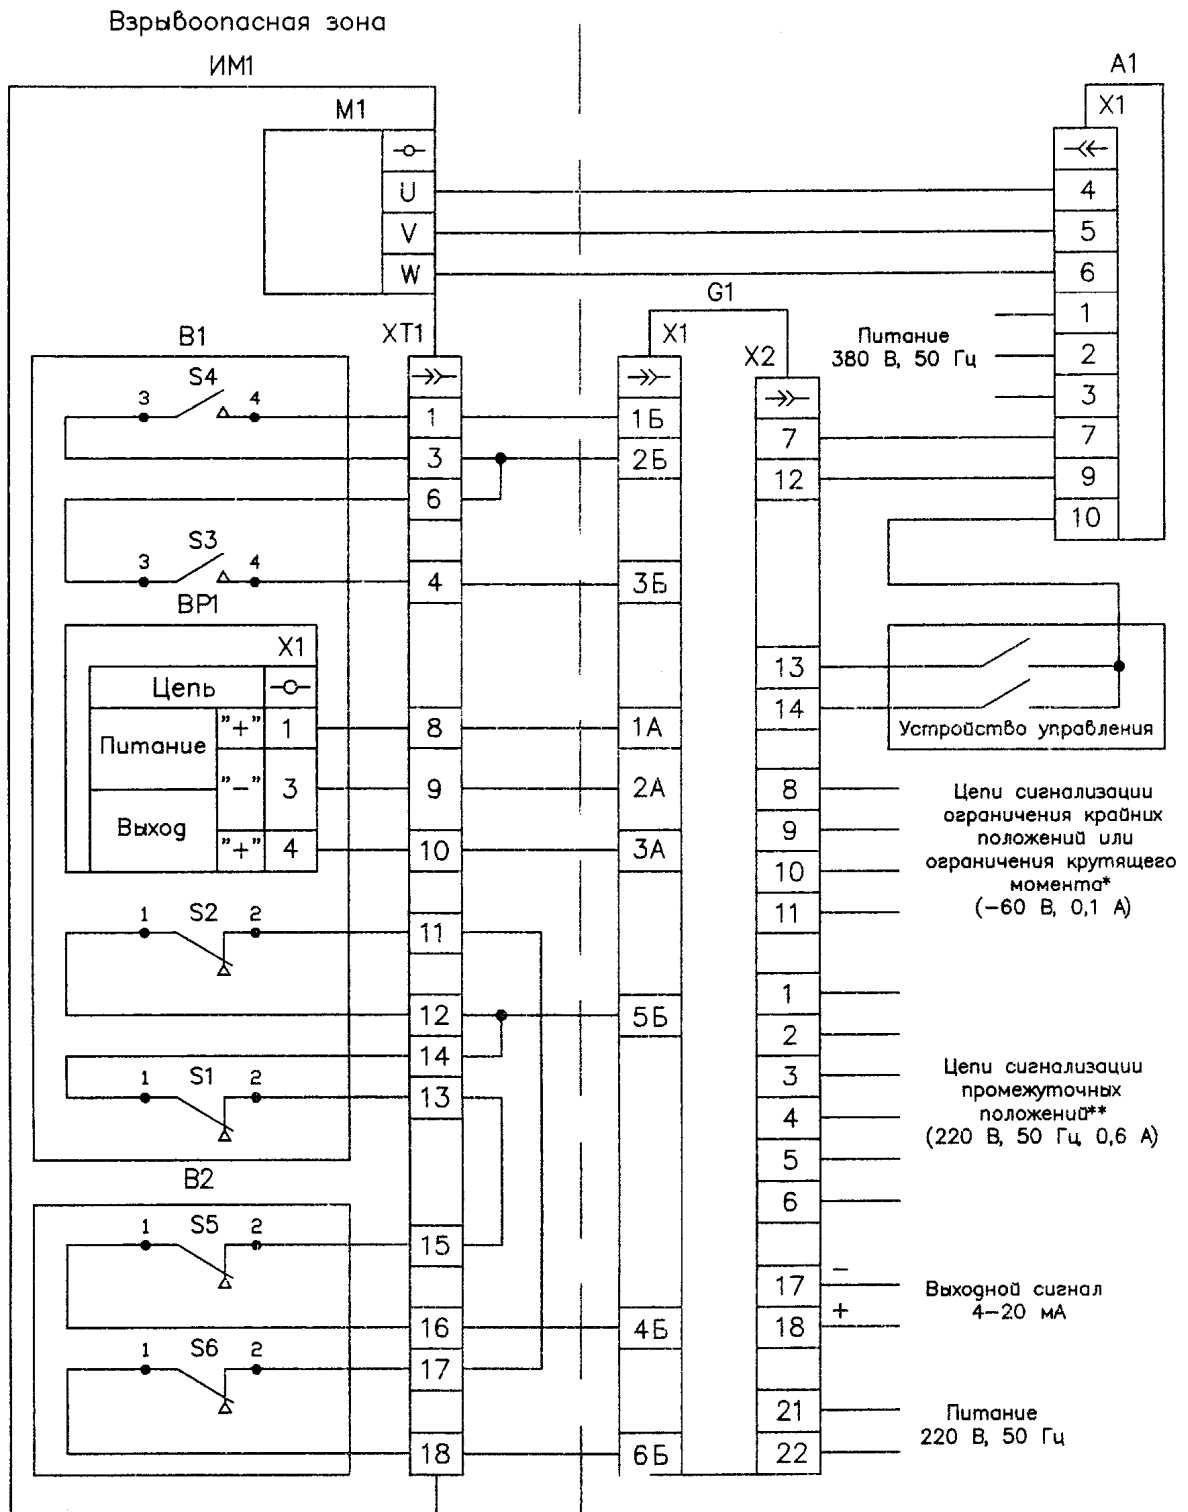 Взрывоопасная зона
ИМ1
A1
X1
M1
U
V
W
4
5
6
1
2
3
7
9
10
Питание
380 В, 50 Гц
G1
X1
X2
XT1
B1
S4
3
4
1
1Б
7
3
2Б
12
6
S3
3
4
4
3Б
BP1
X1
Цепь
Питание
"+"
1
8
1А
"−"
3
9
2А
Выход
"+"
4
10
3А
13
14
Устройство управления
8
9
10
11
Цепи сигнализации
ограничения крайних
положений или
ограничения крутящего
момента*
(−60 В, 0,1 А)
S2
1
2
11
12
5Б
14
S1
1
2
13
1
2
3
4
5
6
Цепи сигнализации
промежуточных
положений**
(220 В, 50 Гц, 0,6 А)
B2
S5
1
2
15
16
4Б
S6
1
2
17
18
6Б
17
−
18
+
Выходной сигнал
4−20 мА
21
22
Питание
220 В, 50 Гц